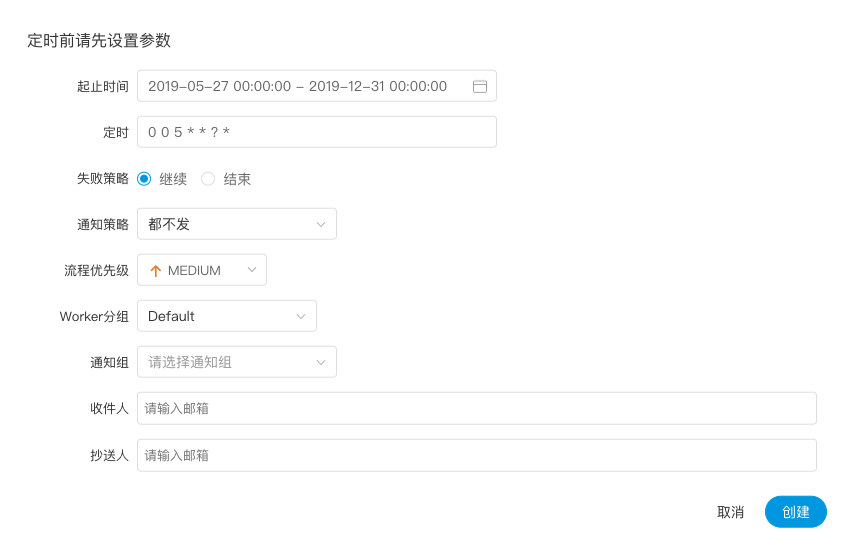 定时前请先设置参数
起止时间 2019-05-27 00:00:00 - 2019-12-31 00:00:00
定时 0 0 5 * * ? *
失败策略 继续 结束
通知策略 都不发
流程优先级 MEDIUM
Worker分组 Default
通知组 请选择通知组
收件人 请输入邮箱
抄送人 请输入邮箱
取消 创建